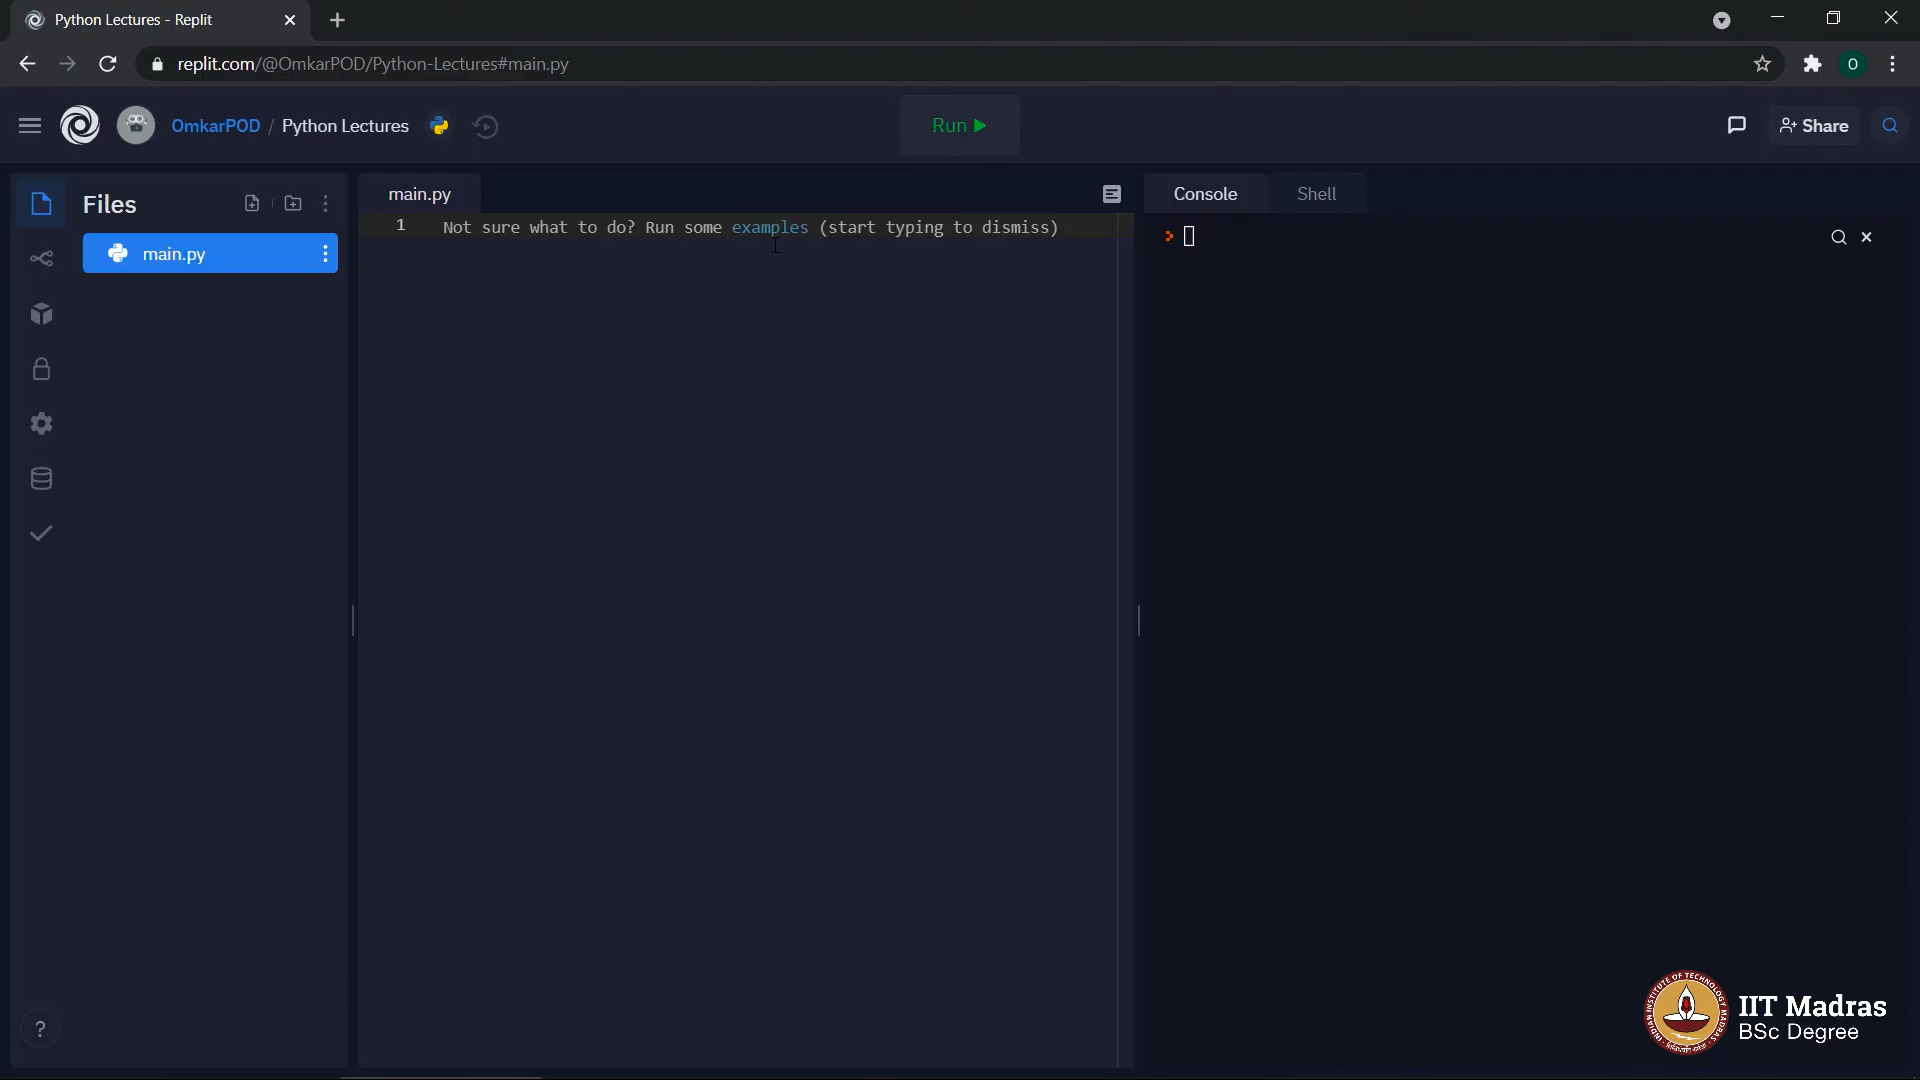 Python Lectures - Replit
replit.com/@OmkarPOD/Python-Lectures#main.py
O
OmkarPOD / Python Lectures
Run
Share
Files
main.py
main.py
1 Not sure what to do? Run some examples (start typing to dismiss)
Console
Shell
?
IIT Madras
BSc Degree